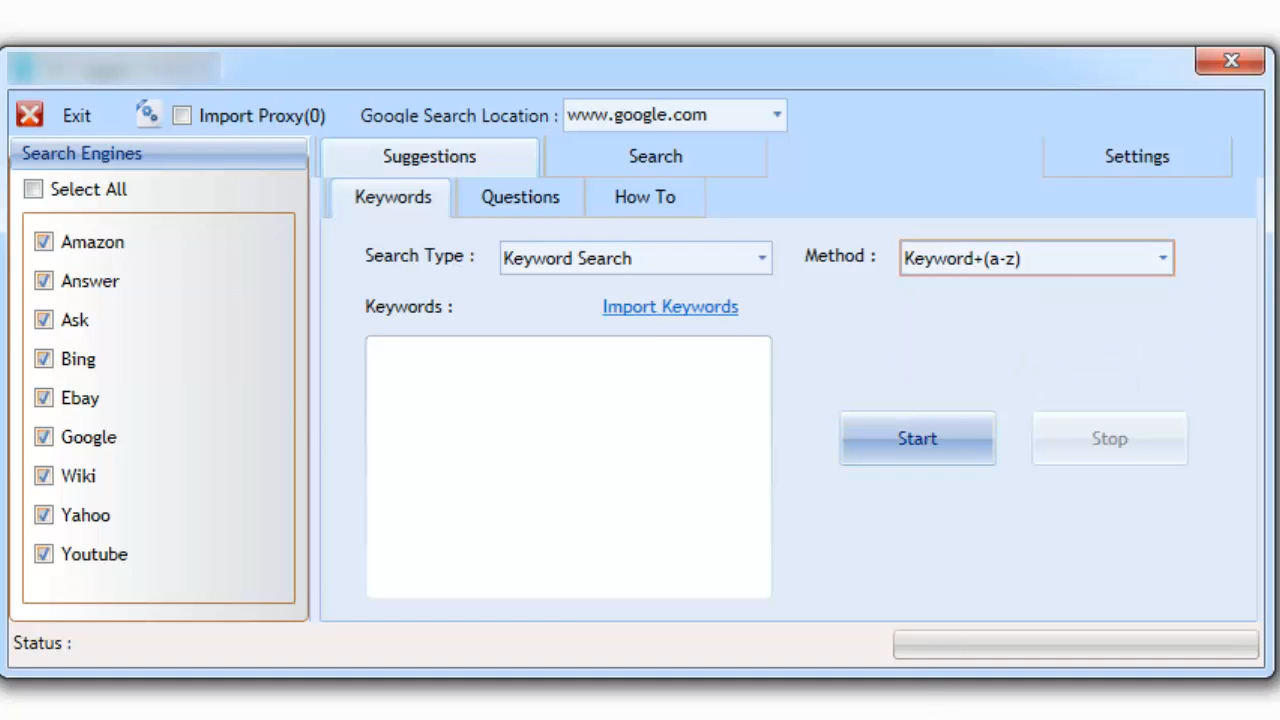 Exit
Import Proxy(0)
Google Search Location :
www.google.com
Search Engines
Select All
Amazon
Answer
Ask
Bing
Ebay
Google
Wiki
Yahoo
Youtube
Suggestions
Search
Settings
Keywords
Questions
How To
Search Type :
Keyword Search
Method :
Keyword+(a-z)
Keywords :
Import Keywords
Start
Stop
Status :